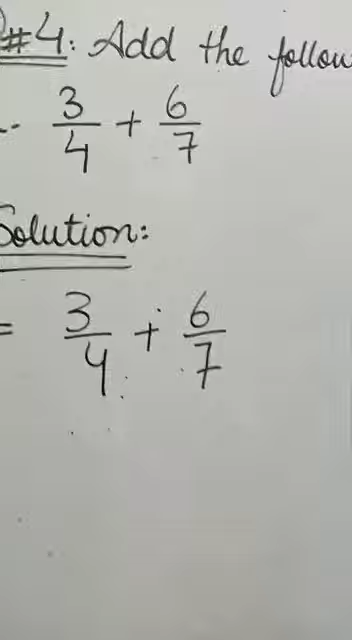 #4: Add the follow
3/4 + 6/7
Solution:
= 3/4 + 6/7